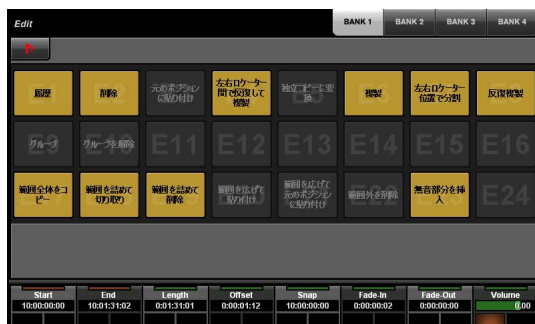 Edit
BANK 1
BANK 2
BANK 3
BANK 4
履歴
削除
元のポジション
に貼り付け
左右ロケーター
間で反復して
複製
独立コピーに変
換
複製
左右ロケーター
位置で分割
反復複製
E9
グループ
グループを解除
E11
E12
E13
E14
E15
E16
範囲全体をコ
ピー
範囲を詰めて
切り取り
範囲を詰めて
削除
範囲を広げて
貼り付け
範囲を広げて
元のポジション
に貼り付け
範囲外を削除
無音部分を挿
入
E24
Start
End
Length
Offset
Snap
Fade-In
Fade-Out
Volume
10:00:00:00
10:01:31:02
0:01:31:01
0:00:01:12
10:00:00:00
0:00:00:02
0:00:00:00
0.00